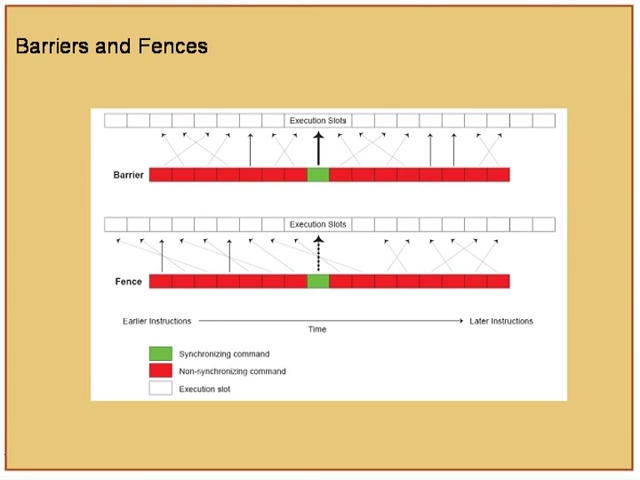 Barriers and Fences
Execution Slots
Barrier
Execution Slots
Fence
Earlier Instructions
Later Instructions
Time
Synchronizing command
Non-synchronizing command
Execution slot